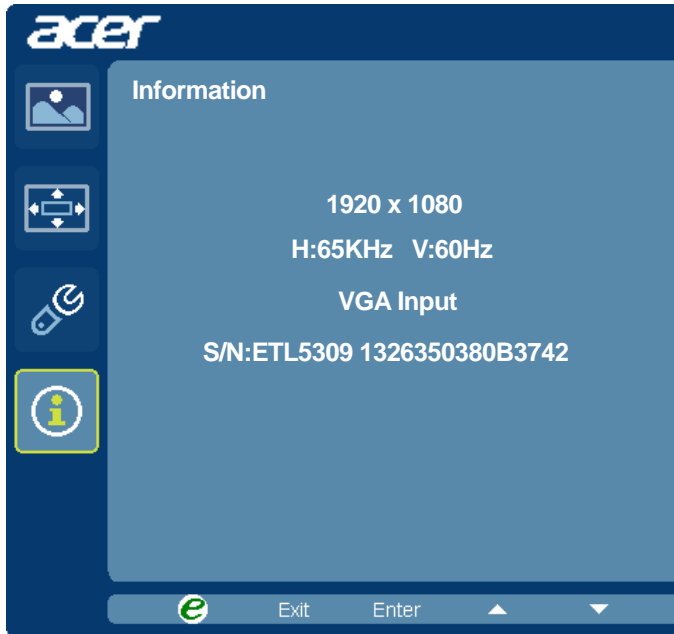 acer
Information
1920 x 1080
H:65KHz V:60Hz
VGA Input
S/N:ETL5309 1326350380B3742
e Exit Enter